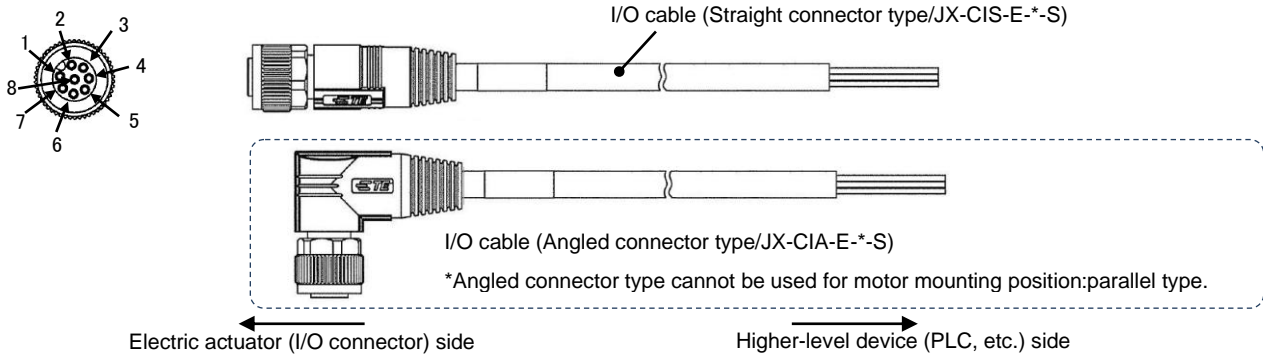 I/O cable (Straight connector type/JX-CIS-E-*-S)
2
3
1
4
8
7
5
6
TE
TE
I/O cable (Angled connector type/JX-CIA-E-*-S)
*Angled connector type cannot be used for motor mounting position:parallel type.
Electric actuator (I/O connector) side
Higher-level device (PLC, etc.) side